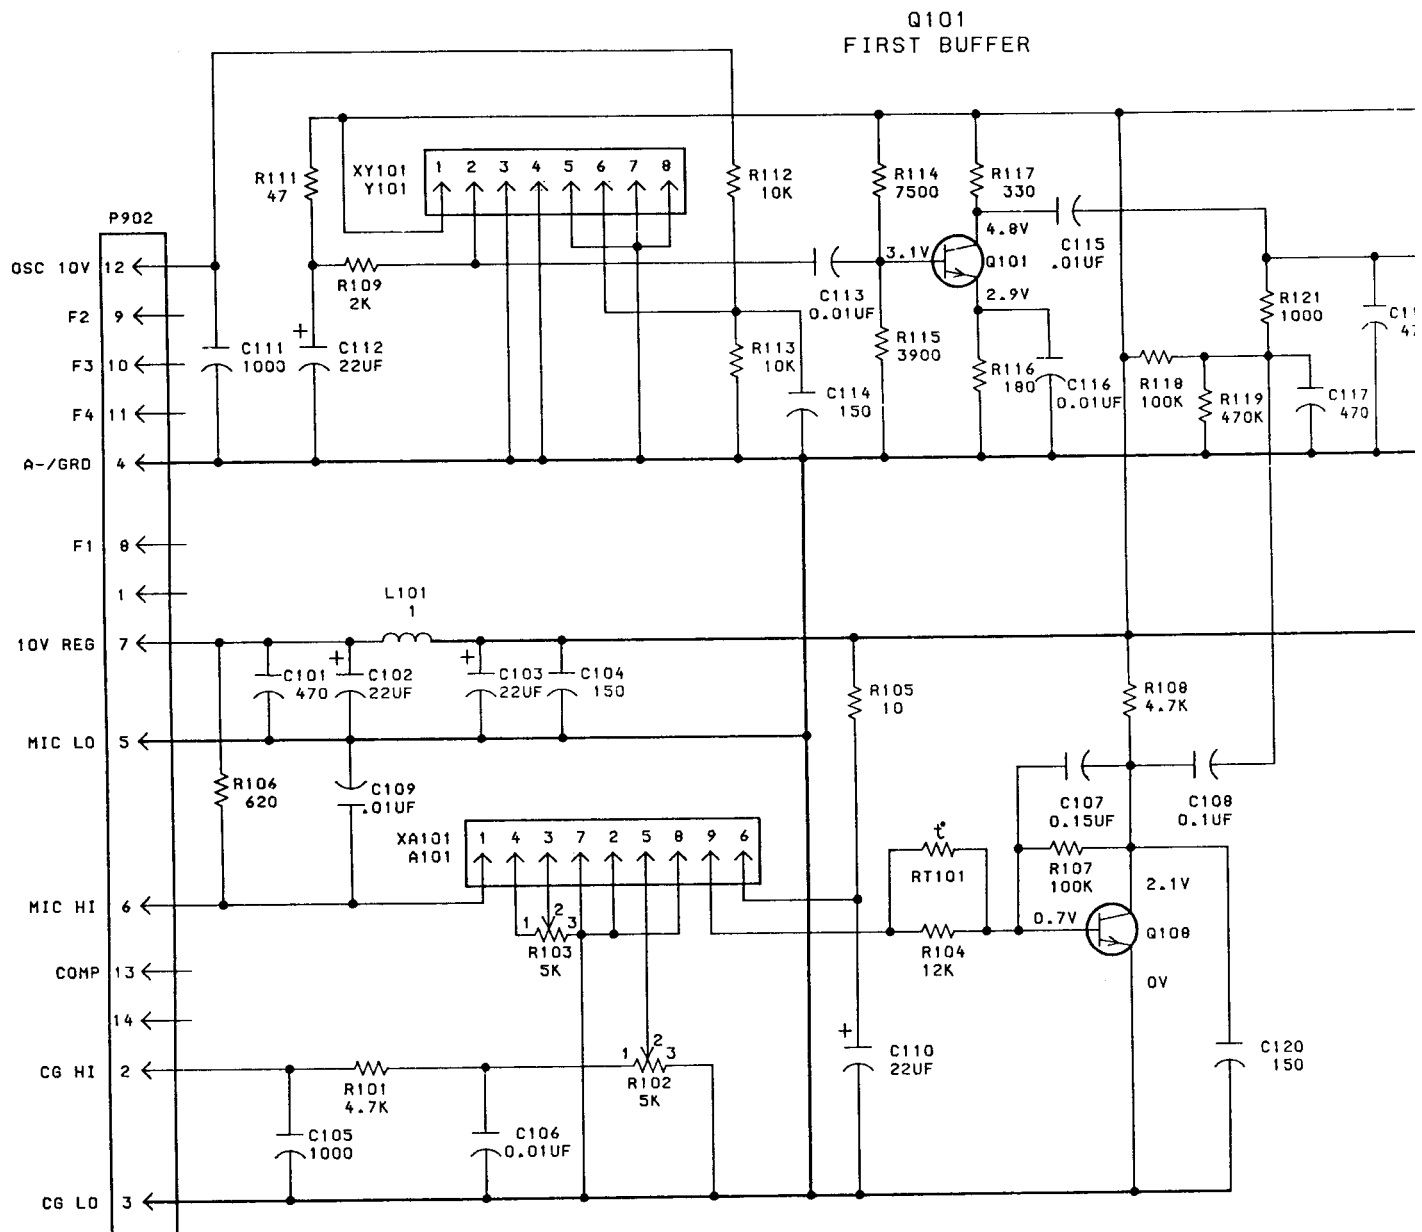 Q101
FIRST BUFFER
P902
OSC 10V 12
F2 9
F3 10
F4 11
A-/GRD 4
F1 8
1
10V REG 7
MIC LO 5
MIC HI 6
COMP 13
14
CG HI 2
CG LO 3
R111
47
XY101
Y101
1 2 3 4 5 6 7 8
R112
10K
R114
7500
R117
330
4.8V
C115
.01UF
3.1V
Q101
2.9V
R109
2K
C113
0.01UF
R121
1000
C11
47
C111
1000
+
C112
22UF
R113
10K
C114
150
R115
3900
R116
180
C116
0.01UF
R118
100K
R119
470K
C117
470
L101
1
C101
470
+
C102
22UF
+
C103
22UF
C104
150
R105
10
R108
4.7K
R106
620
C109
.01UF
C107
0.15UF
C108
0.1UF
XA101
A101
1 4 3 7 2 5 8 9 6
t°
RT101
R107
100K
2.1V
0.7V
Q108
0V
1 2 3
R103
5K
R104
12K
1 2 3
R102
5K
+
C110
22UF
C120
150
R101
4.7K
C105
1000
C106
0.01UF